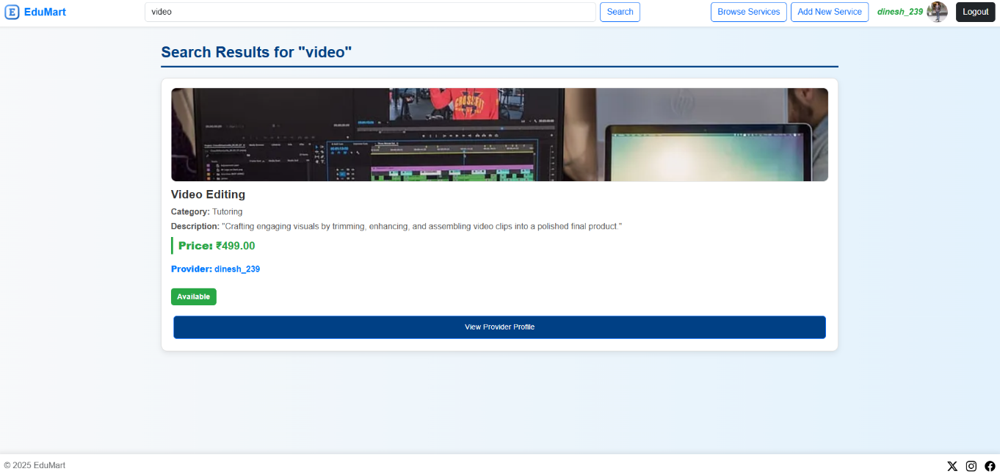 E EduMart
video
Search
Browse Services
Add New Service
dinesh_239
Logout
Search Results for "video"
CROSSFIT
hp
Video Editing
Category: Tutoring
Description: "Crafting engaging visuals by trimming, enhancing, and assembling video clips into a polished final product."
Price: ₹499.00
Provider: dinesh_239
Available
View Provider Profile
© 2025 EduMart